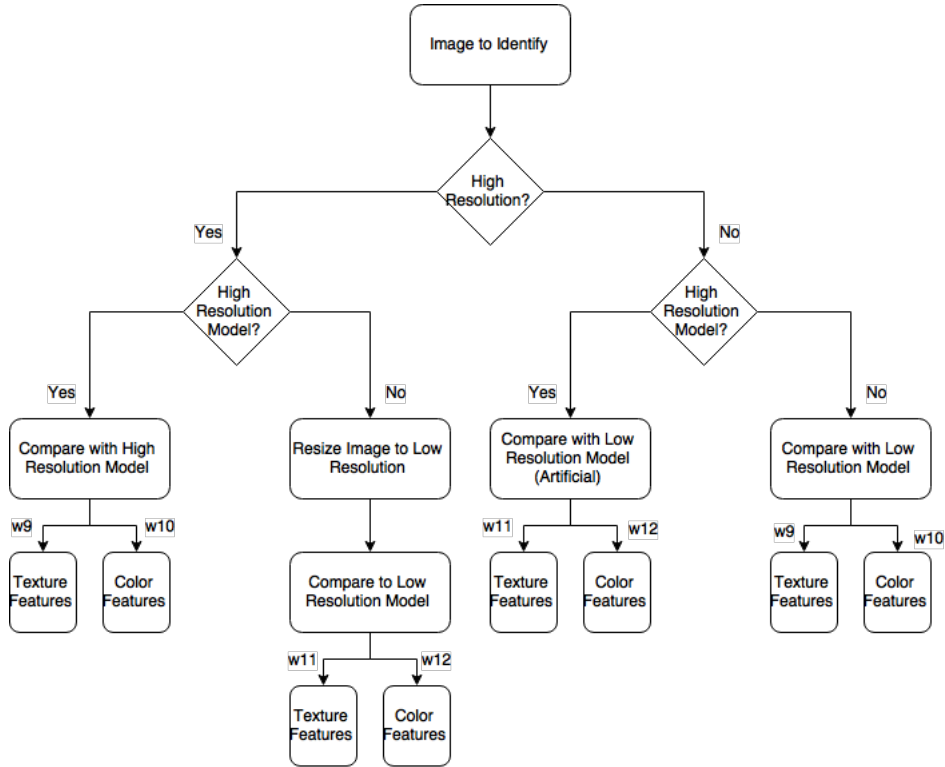 Image to Identify
High
Resolution?
Yes
No
High
Resolution
Model?
High
Resolution
Model?
Yes
No
Yes
No
Compare with High
Resolution Model
Resize Image to Low
Resolution
Compare with Low
Resolution Model
(Artificial)
Compare with Low
Resolution Model
w9
w10
w11
w12
w9
w10
Texture
Features
Color
Features
Compare to Low
Resolution Model
Texture
Features
Color
Features
Texture
Features
Color
Features
w11
w12
Texture
Features
Color
Features